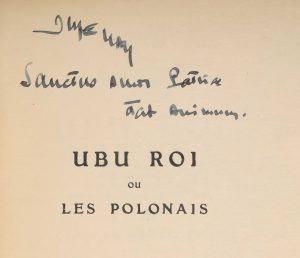 Sanctus Amor Patriæ
Dat Animum.
UBU ROI
OU
LES POLONAIS